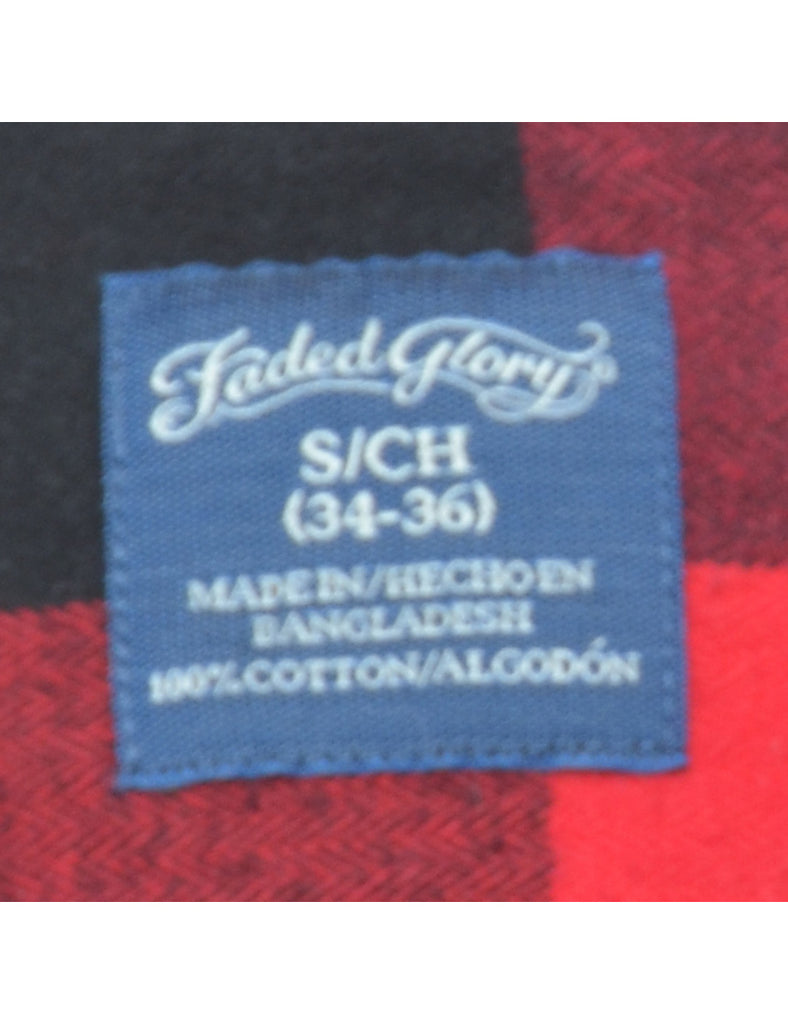 Faded Glory®
S/CH
(34-36)
MADE IN/HECHO EN
BANGLADESH
100% COTTON/ALGODÓN